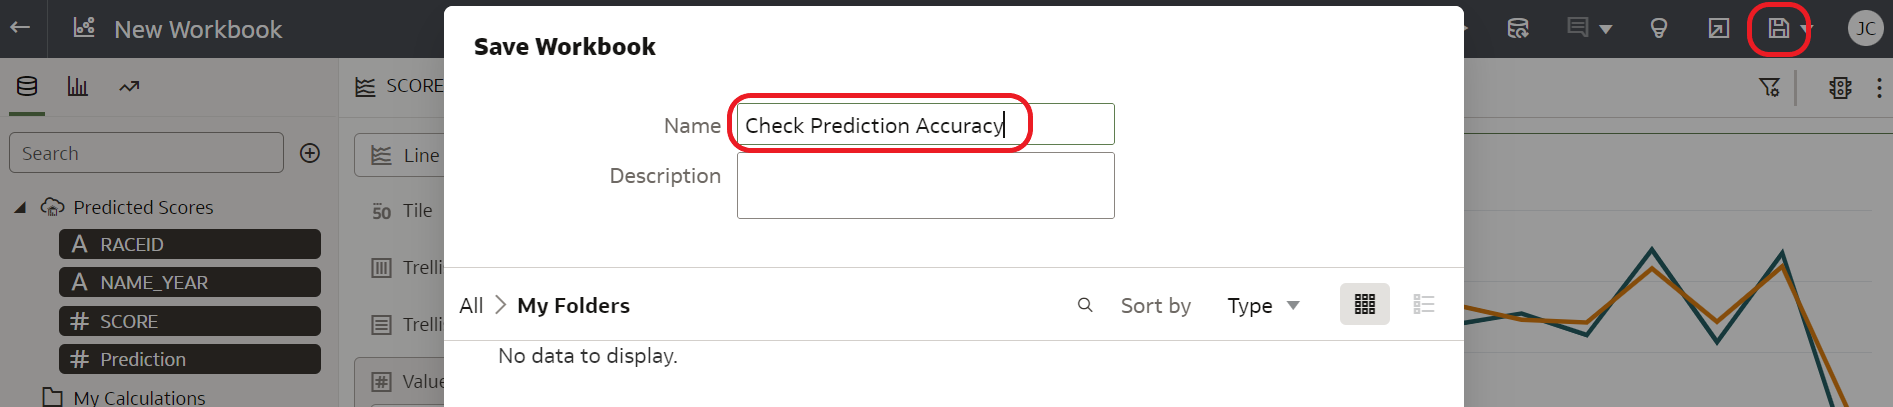 New Workbook
JC
Save Workbook
Name
Check Prediction Accuracy
Description
SCORE
Search
Line
Predicted Scores
50 Tile
A RACEID
A NAME_YEAR
# SCORE
# Prediction
My Calculations
Trelli
Trelli
# Value
All > My Folders
Sort by
Type
No data to display.